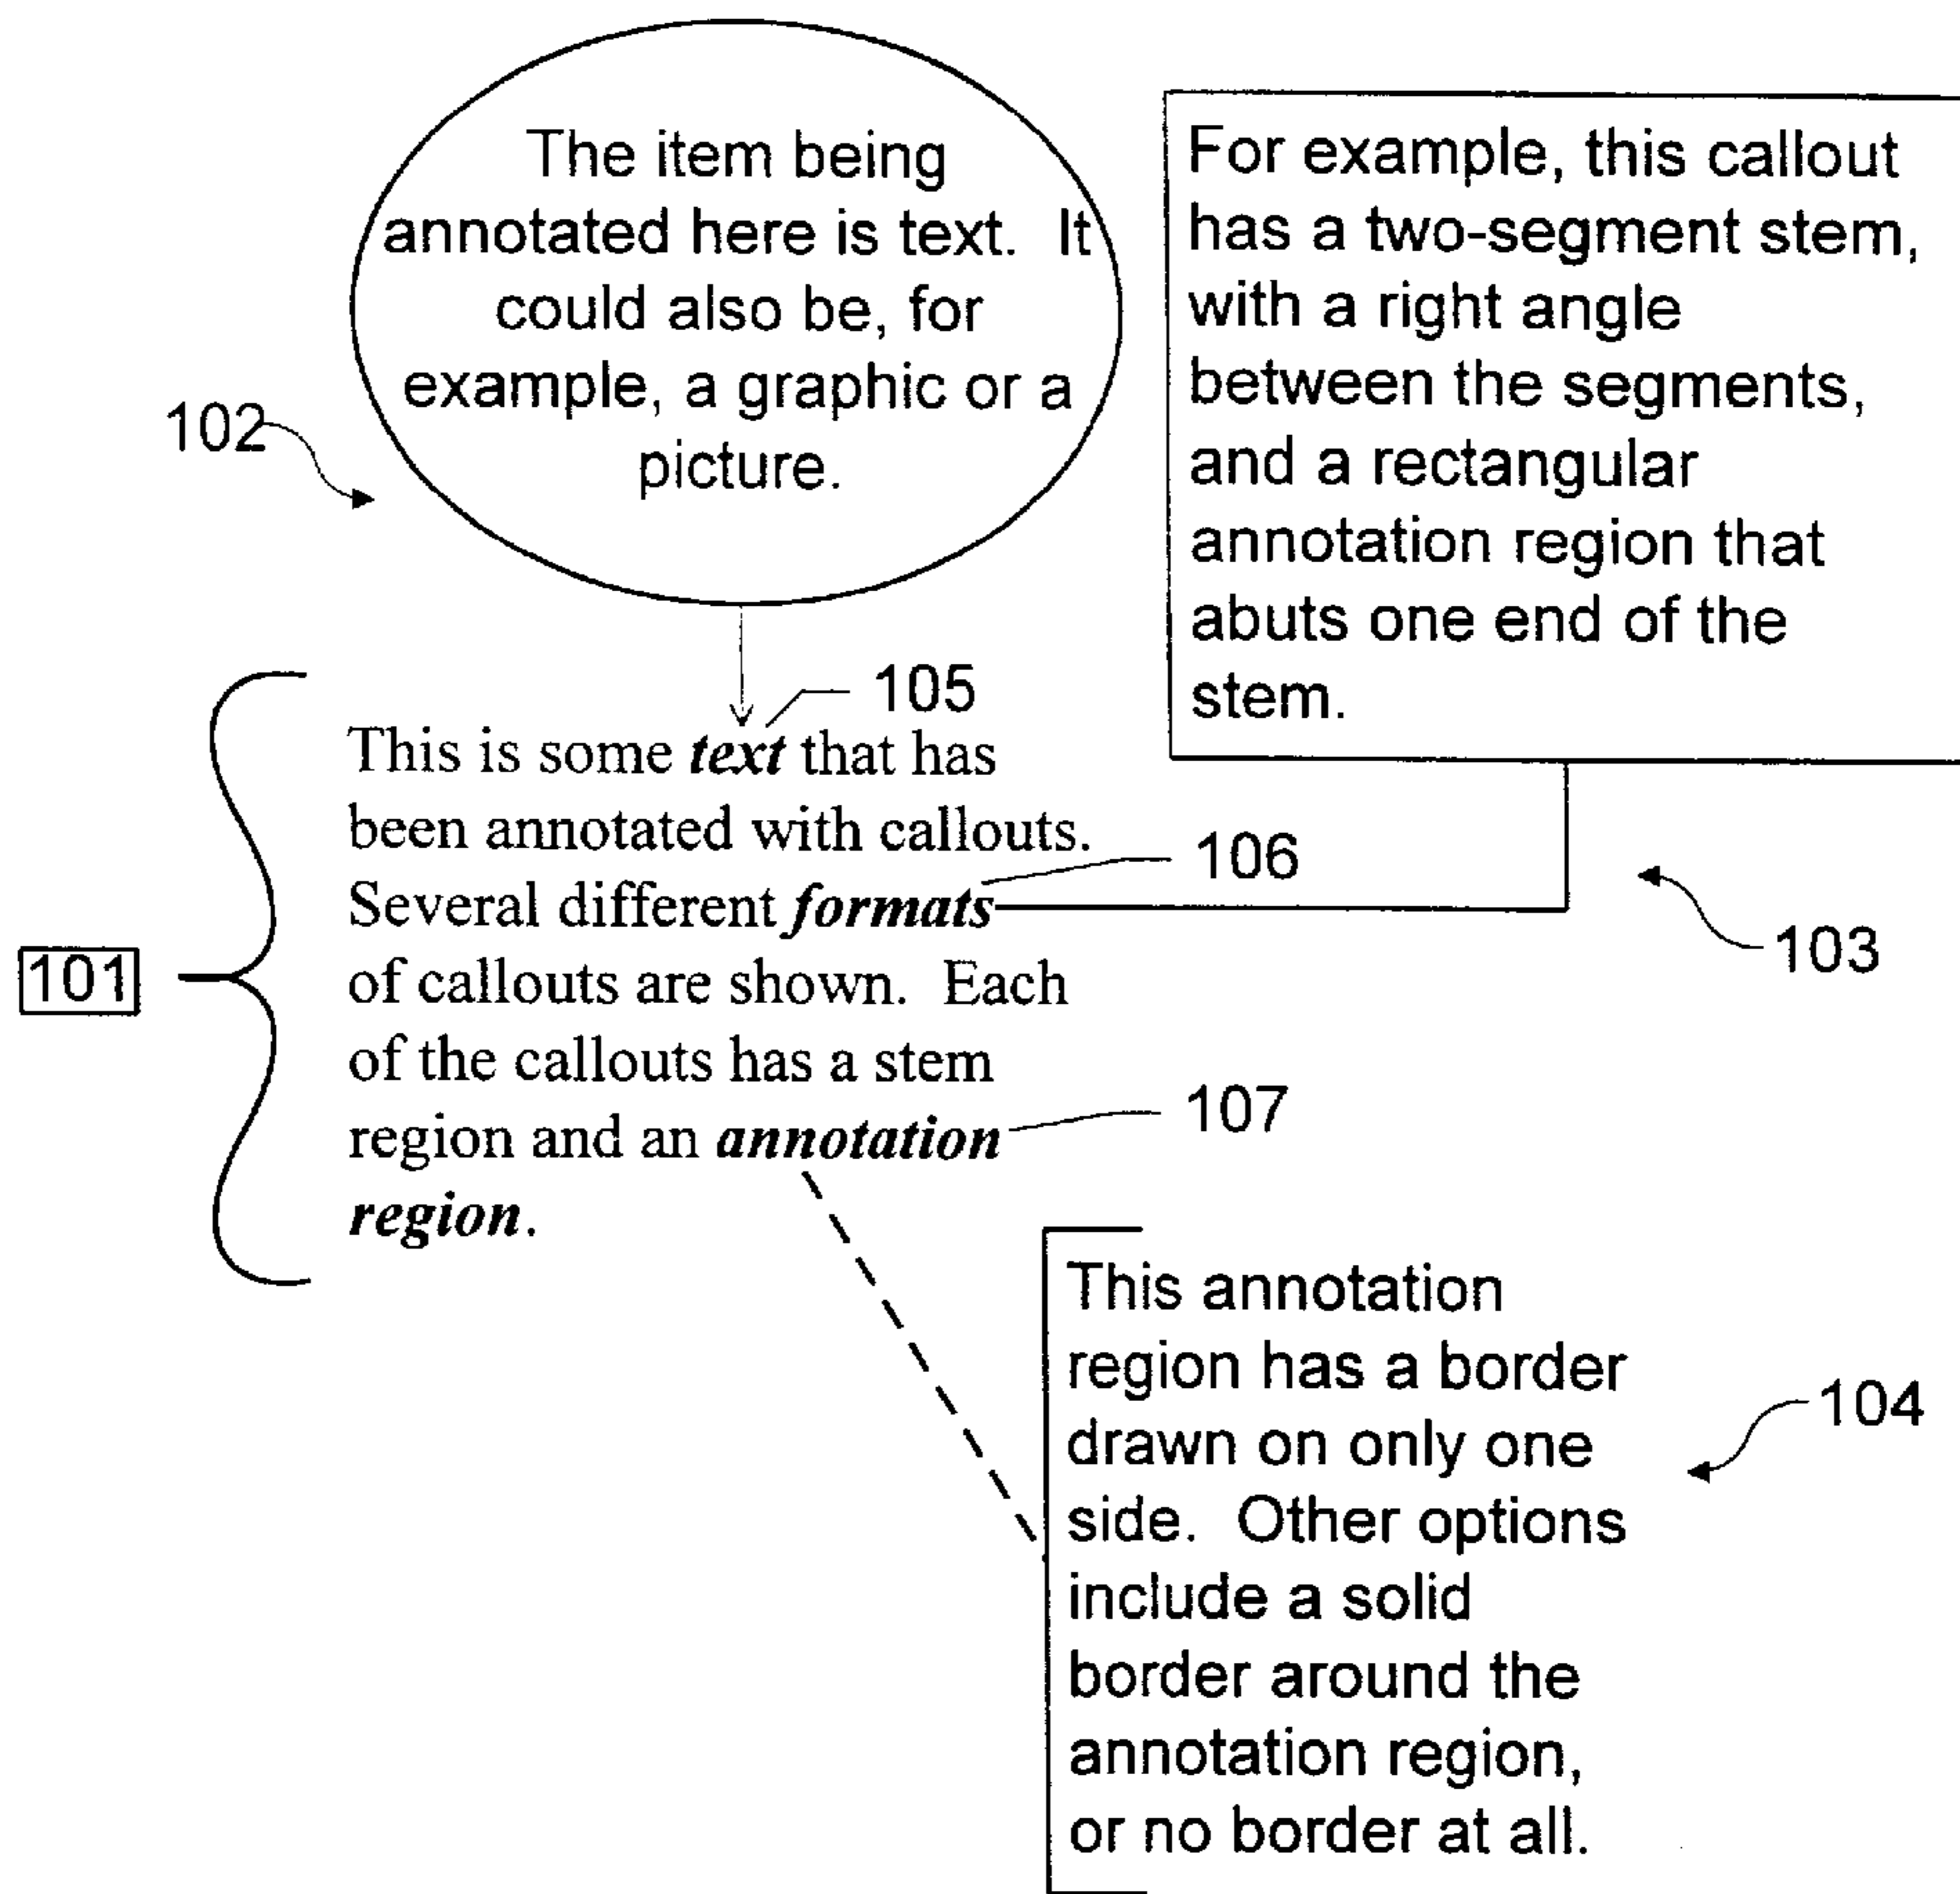 The item being
annotated here is text. It
could also be, for
example, a graphic or a
picture.
102
For example, this callout
has a two-segment stem,
with a right angle
between the segments,
and a rectangular
annotation region that
abuts one end of the
stem.
105
This is some text that has
been annotated with callouts.
106
Several different formats
103
101
of callouts are shown. Each
of the callouts has a stem
107
region and an annotation
region.
This annotation
region has a border
drawn on only one
side. Other options
include a solid
border around the
annotation region,
or no border at all.
104